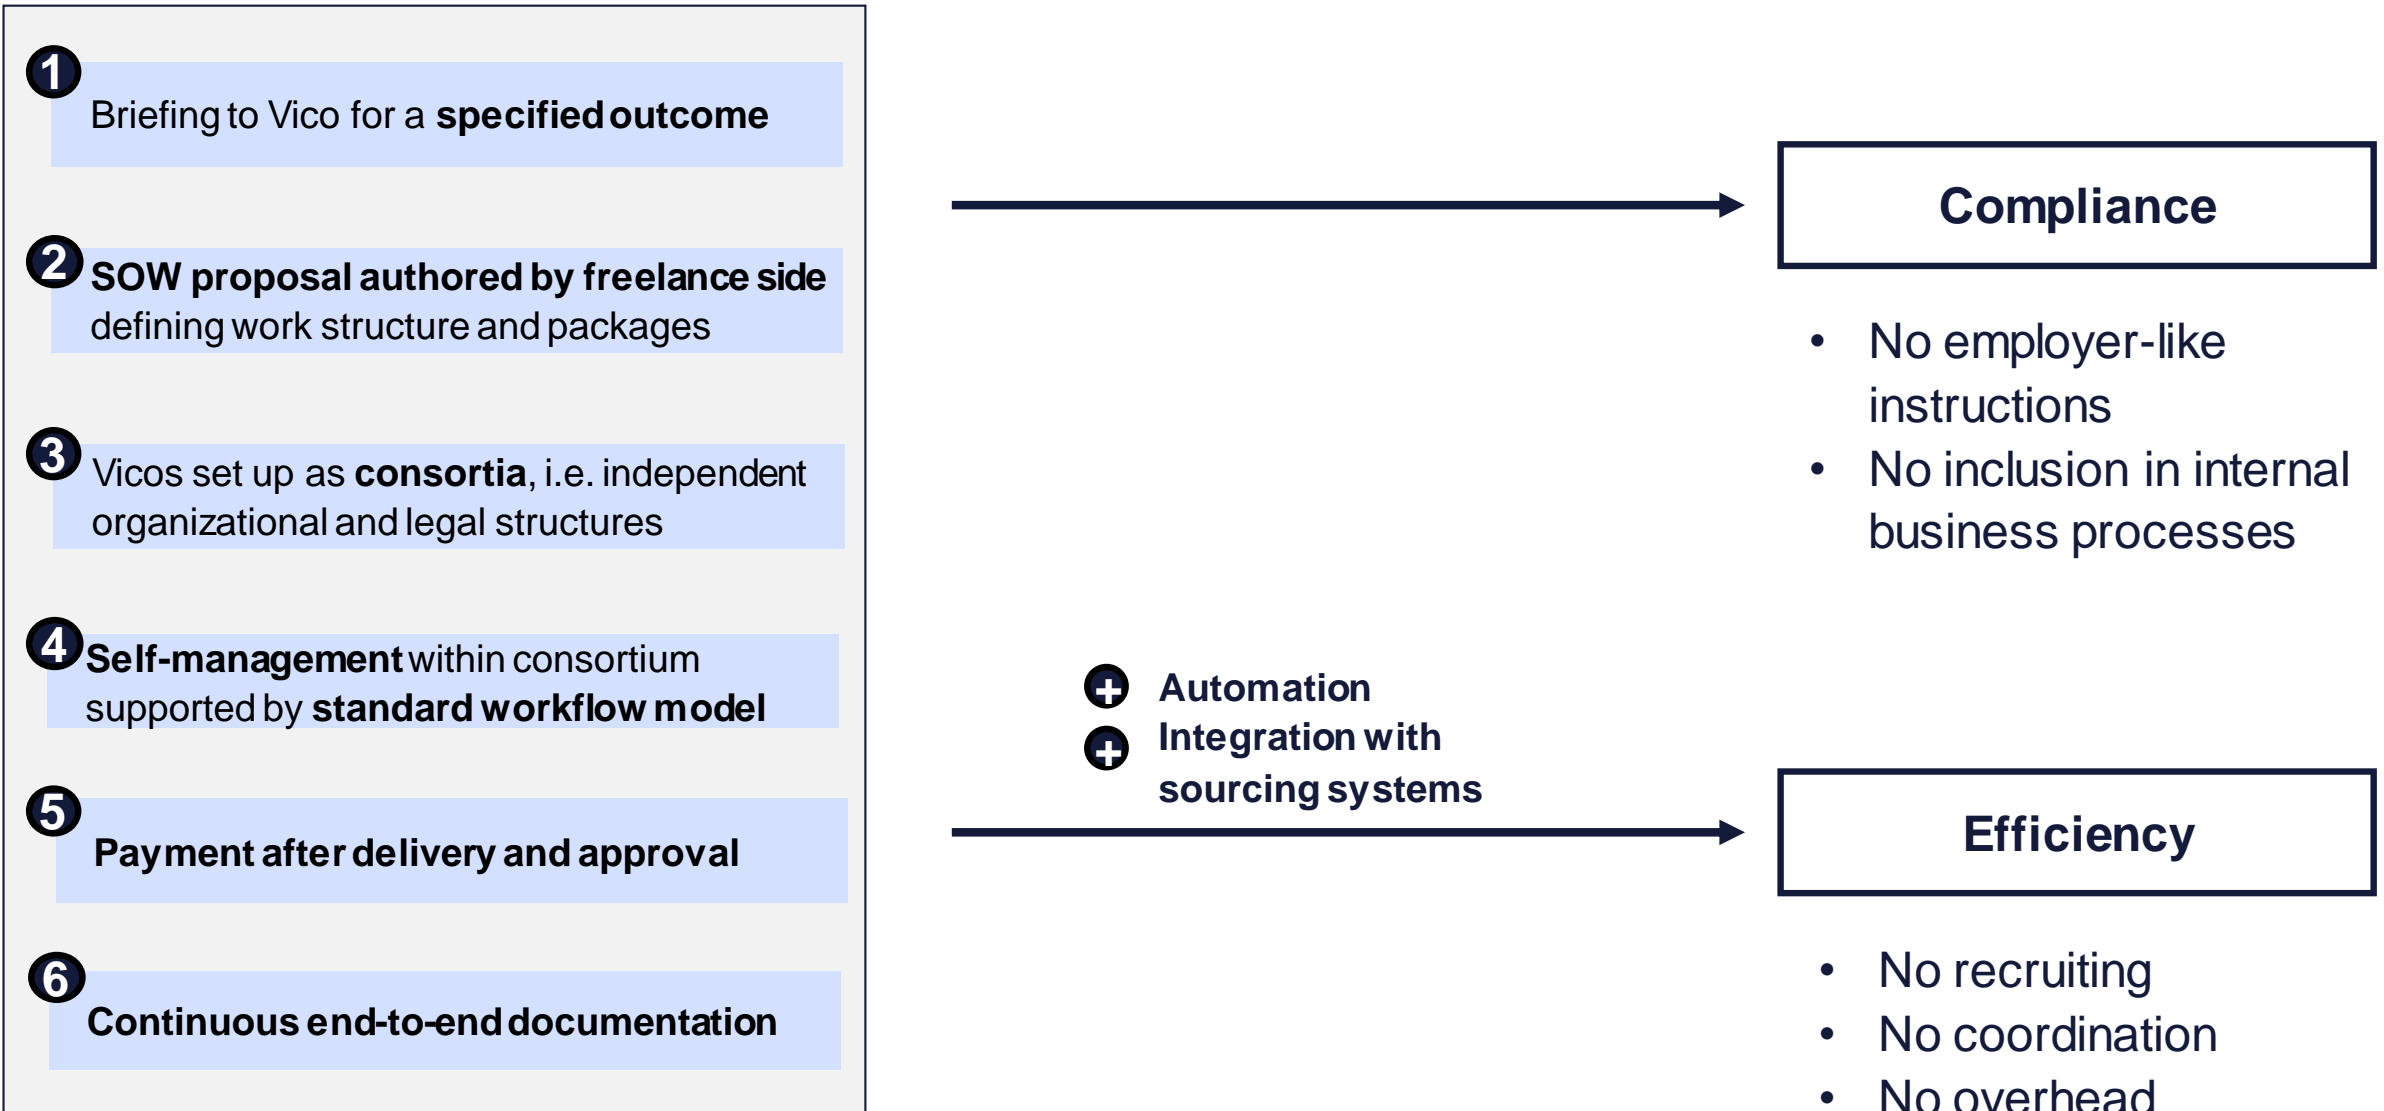 1
Briefing to Vico for a specified outcome
2
SOW proposal authored by freelance side
defining work structure and packages
3
Vicos set up as consortia, i.e. independent
organizational and legal structures
4
Self-management within consortium
supported by standard workflow model
5
Payment after delivery and approval
6
Continuous end-to-end documentation
+ Automation
+ Integration with
sourcing systems
Compliance
• No employer-like
instructions
• No inclusion in internal
business processes
Efficiency
• No recruiting
• No coordination
• No overhead